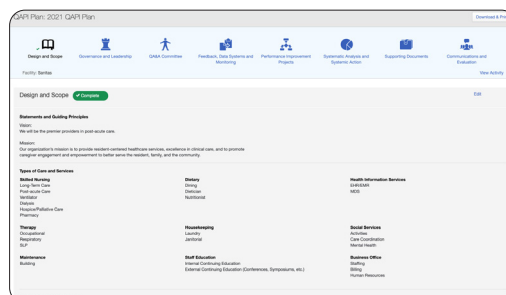 QAPI Plan: 2021 QAPI Plan
Download & Pri
Design and Scope
Governance and Leadership
QA&A Committee
Feedback, Data Systems and
Monitoring
Performance Improvement
Projects
Systematic Analysis and
Systemic Action
Supporting Documents
Communications and
Evaluation
Facility: Sanitas
View Activity
Design and Scope
Complete
Edit
Statements and Guiding Principles
Vision:
We will be the premier providers in post-acute care.
Mission:
Our organization's mission is to provide resident-centered healthcare services, excellence in clinical care, and to promote
caregiver engagement and empowerment to better serve the resident, family, and the community.
Types of Care and Services
Skilled Nursing
Long-Term Care
Post-acute Care
Ventilator
Dialysis
Hospice/Palliative Care
Pharmacy
Dietary
Dining
Dietician
Nutritionist
Health Information Services
EHR/EMR
MDS
Therapy
Occupational
Respiratory
SLP
Housekeeping
Laundry
Janitorial
Social Services
Activities
Care Coordination
Mental Health
Maintenance
Building
Staff Education
Internal Continuing Education
External Continuing Education (Conferences, Symposiums, etc.)
Business Office
Staffing
Billing
Human Resources